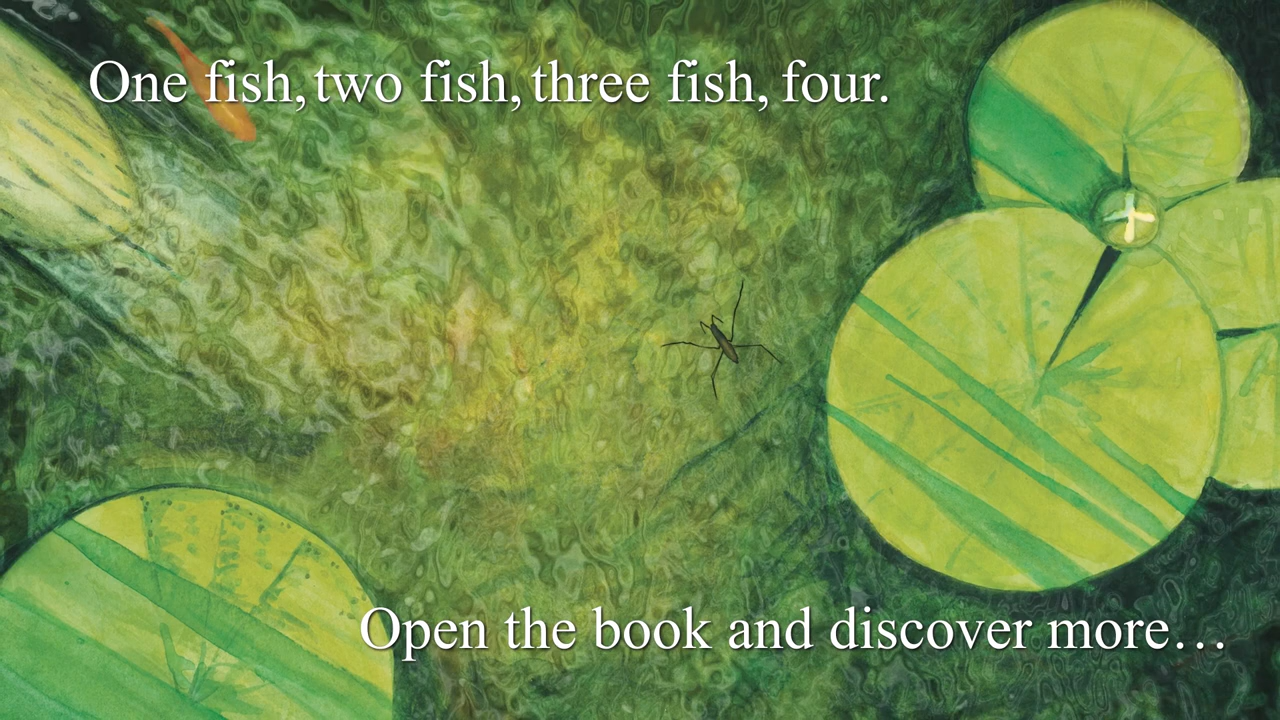 One fish, two fish, three fish, four.
Open the book and discover more…